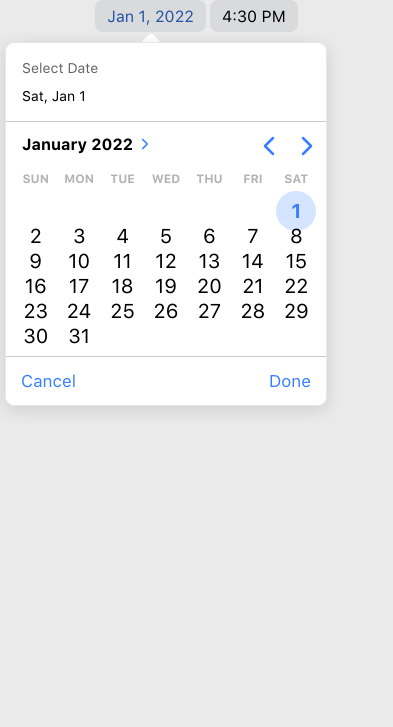 Jan 1, 2022 4:30 PM
Select Date
Sat, Jan 1
January 2022
SUN MON TUE WED THU FRI SAT
1
2 3 4 5 6 7 8
9 10 11 12 13 14 15
16 17 18 19 20 21 22
23 24 25 26 27 28 29
30 31
Cancel Done